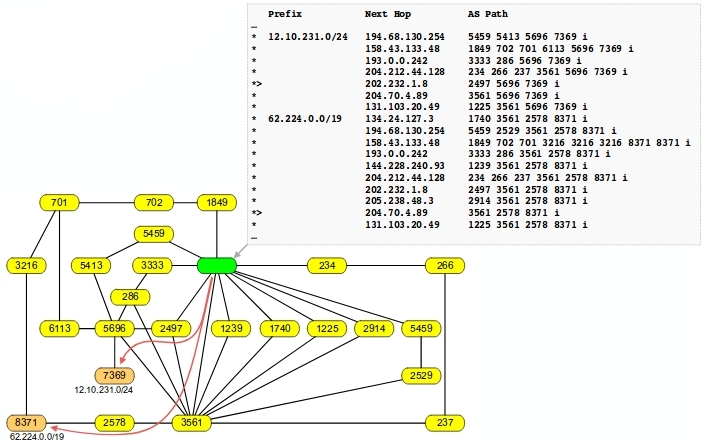 Prefix Next Hop AS Path
…
* 12.10.231.0/24 194.68.130.254 5459 5413 5696 7369 i
* 158.43.133.48 1849 702 701 6113 5696 7369 i
* 193.0.0.242 3333 286 5696 7369 i
* 204.212.44.128 234 266 237 3561 5696 7369 i
*> 202.232.1.8 2497 5696 7369 i
* 204.70.4.89 3561 5696 7369 i
* 131.103.20.49 1225 3561 5696 7369 i
* 62.224.0.0/19 134.24.127.3 1740 3561 2578 8371 i
* 194.68.130.254 5459 2529 3561 2578 8371 i
* 158.43.133.48 1849 702 701 3216 3216 3216 8371 8371 i
* 193.0.0.242 3333 286 3561 2578 8371 i
* 144.228.240.93 1239 3561 2578 8371 i
* 204.212.44.128 234 266 237 3561 2578 8371 i
* 202.232.1.8 2497 3561 2578 8371 i
* 205.238.48.3 2914 3561 2578 8371 i
*> 204.70.4.89 3561 2578 8371 i
* 131.103.20.49 1225 3561 2578 8371 i
…
701 702 1849
5459
3216 5413 3333 234 266
286
6113 5696 2497 1239 1740 1225 2914 5459
7369 2529
12.10.231.0/24
8371 2578 3561 237
62.224.0.0/19